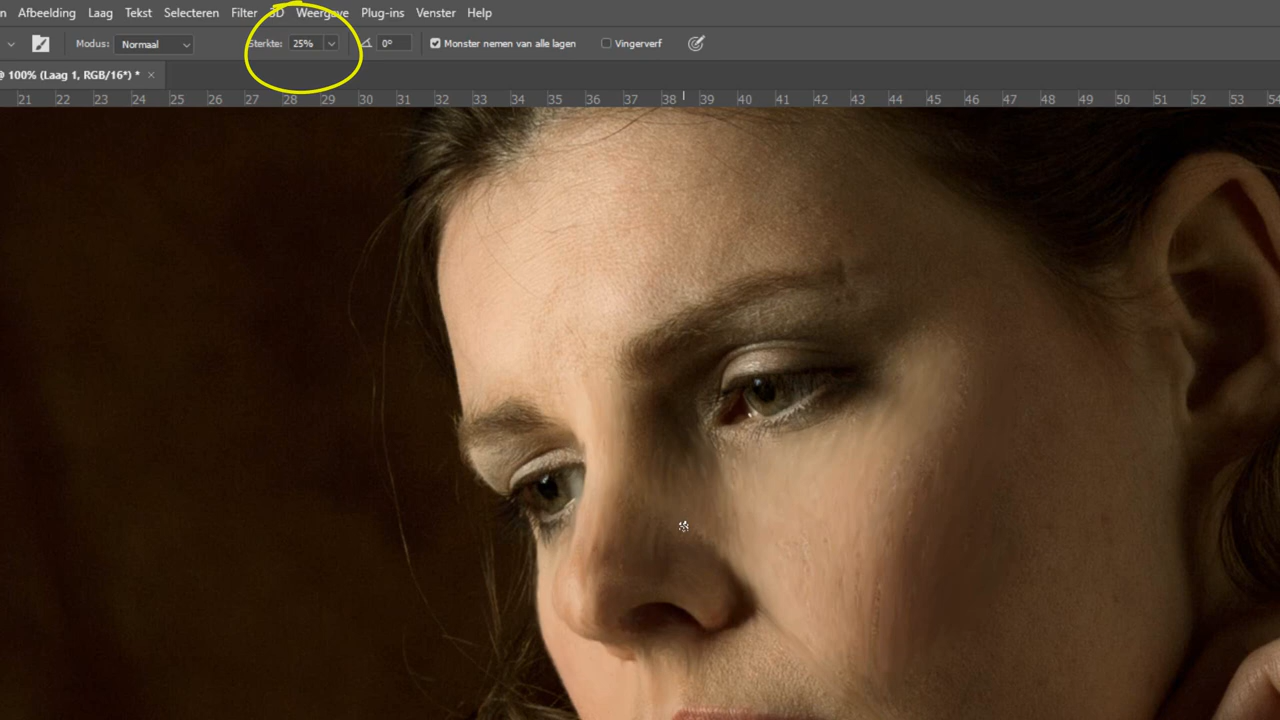 n Afbeelding Laag Tekst Selecteren Filter 3D Weergave Plug-ins Venster Help
Modus: Normaal Sterkte: 25% 0° Monster nemen van alle lagen Vingerverf
@ 100% (Laag 1, RGB/16*) * ×
21 22 23 24 25 26 27 28 29 30 31 32 33 34 35 36 37 38 39 40 41 42 43 44 45 46 47 48 49 50 51 52 53 54